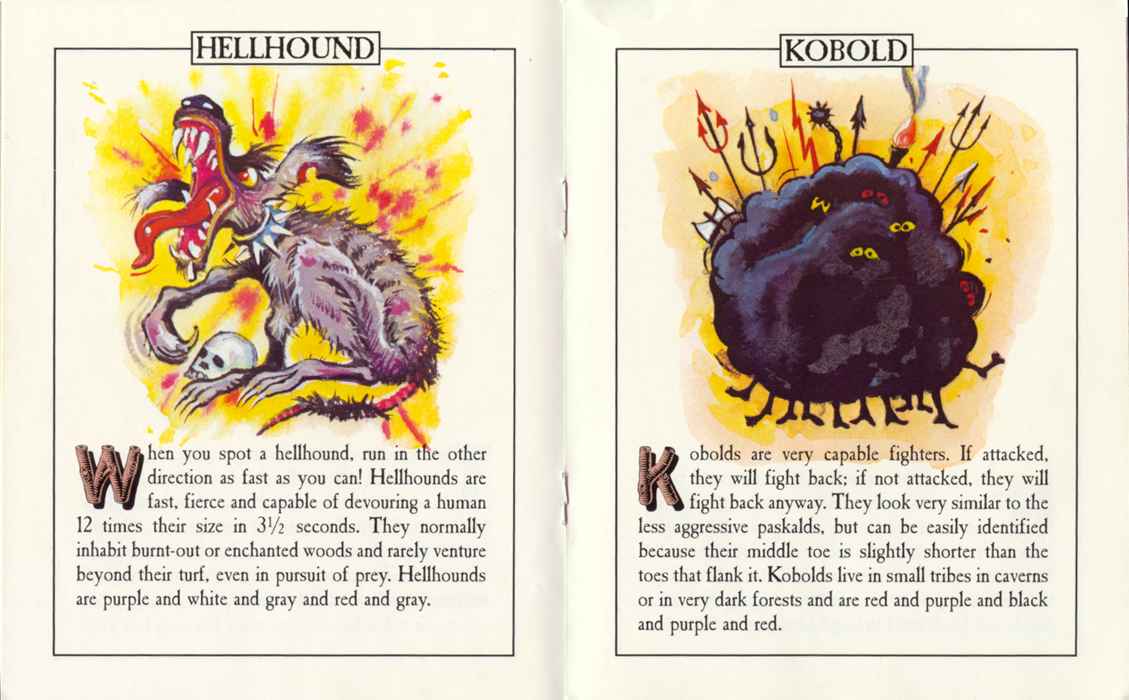 HELLHOUND
When you spot a hellhound, run in the other
direction as fast as you can! Hellhounds are
fast, fierce and capable of devouring a human
12 times their size in 3½ seconds. They normally
inhabit burnt-out or enchanted woods and rarely venture
beyond their turf, even in pursuit of prey. Hellhounds
are purple and white and gray and red and gray.
KOBOLD
Kobolds are very capable fighters. If attacked,
they will fight back; if not attacked, they will
fight back anyway. They look very similar to the
less aggressive paskalds, but can be easily identified
because their middle toe is slightly shorter than the
toes that flank it. Kobolds live in small tribes in caverns
or in very dark forests and are red and purple and black
and purple and red.